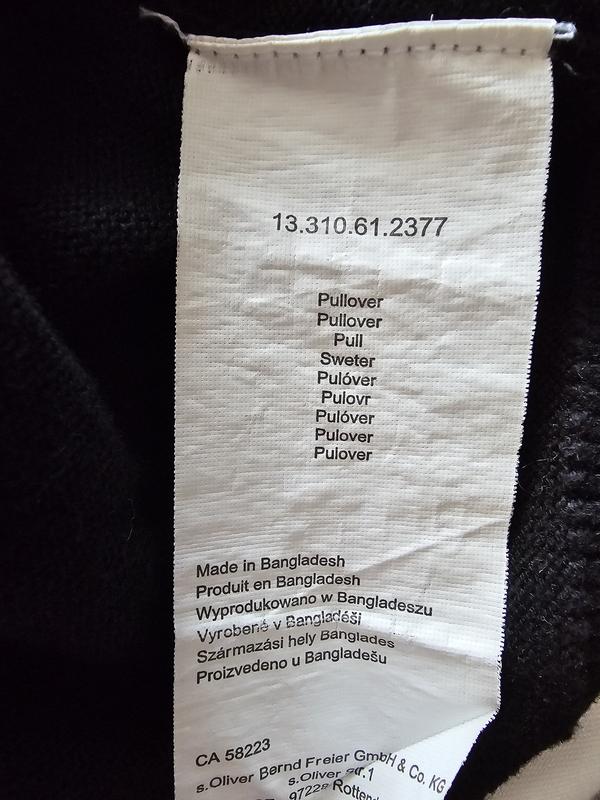 13.310.61.2377
Pullover
Pullover
Pull
Sweter
Pulóver
Pulovr
Pulóver
Pulover
Pulover
Made in Bangladesh
Produit en Bangladesh
Wyprodukowano w Bangladeszu
Vyrobené v Bangladéši
Származási hely Banglades
Proizvedeno u Bangladešu
CA 58223
s.Oliver Bernd Freier GmbH & Co. KG
s.Oliver